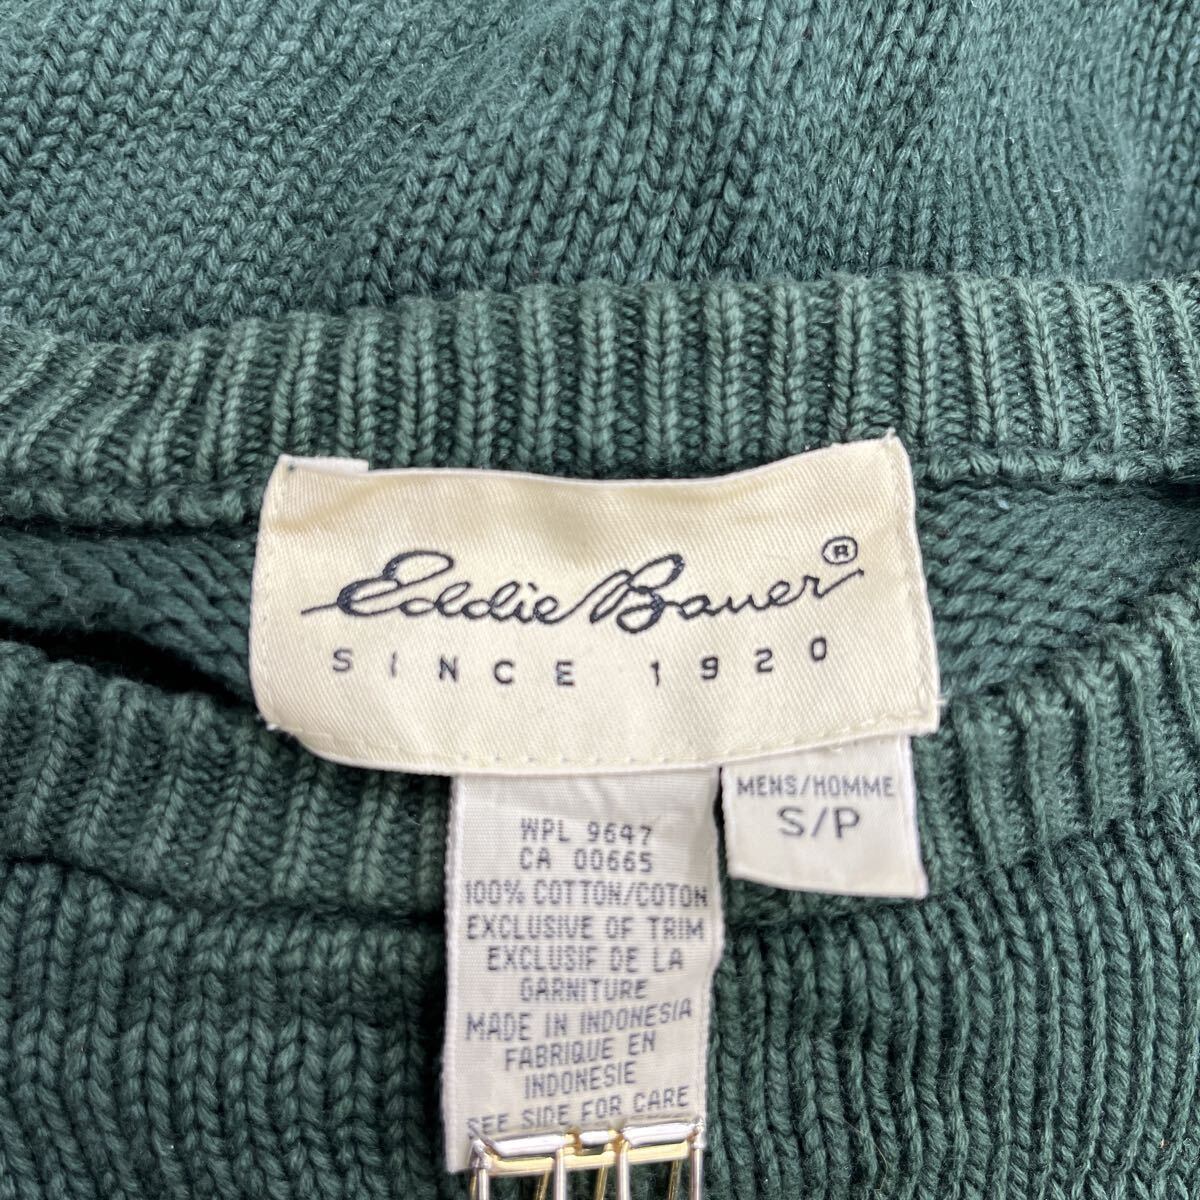 Eddie Bauer®
SINCE 1920
MENS/HOMME
S/P
WPL 9647
CA 00665
100% COTTON/COTON
EXCLUSIVE OF TRIM
EXCLUSIF DE LA
GARNITURE
MADE IN INDONESIA
FABRIQUE EN
INDONESIE
SEE SIDE FOR CARE